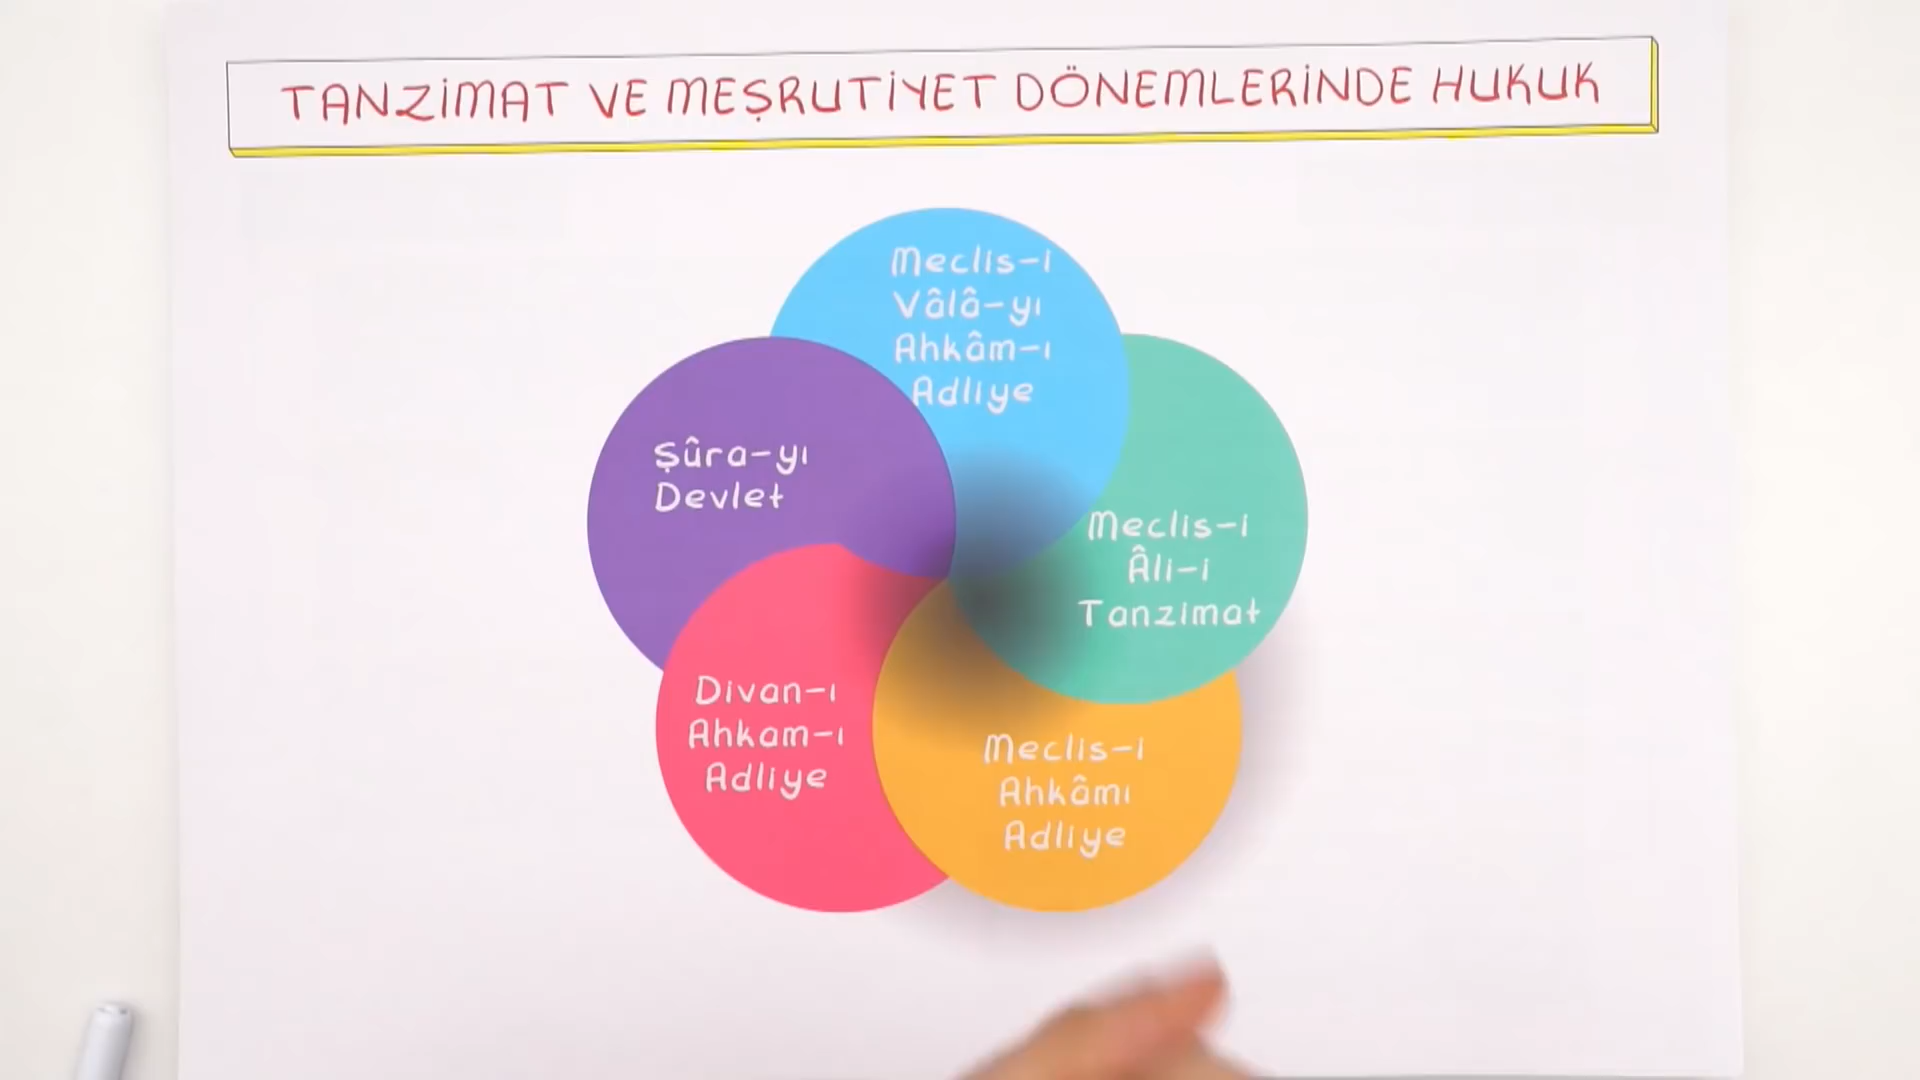 TANZİMAT VE MEŞRUTİYET DÖNEMLERİNDE HUKUK
Meclis-i
Vâlâ-yı
Ahkâm-ı
Adliye
Şûra-yı
Devlet
Meclis-i
Âli-i
Tanzimat
Divan-ı
Ahkam-ı
Adliye
Meclis-i
Ahkâmı
Adliye